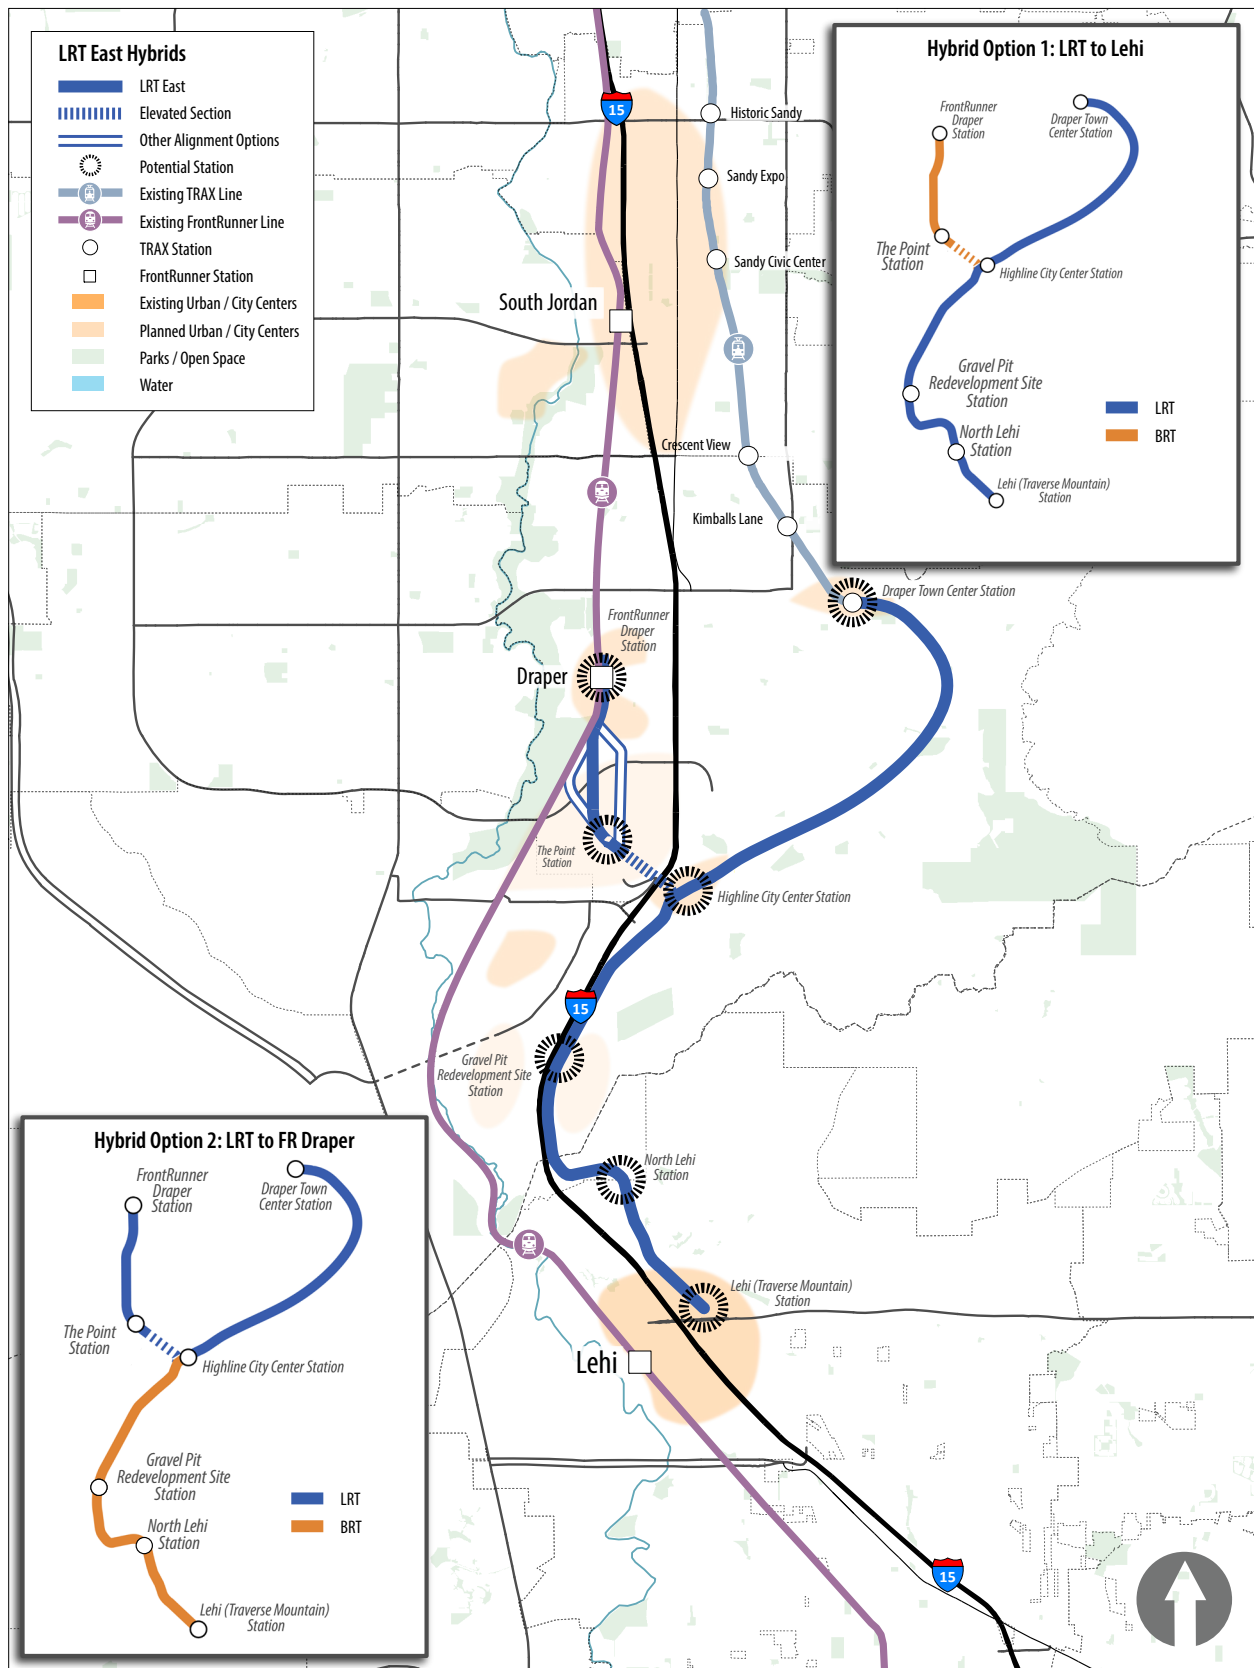 LRT East Hybrids
LRT East
Elevated Section
Other Alignment Options
Potential Station
Existing TRAX Line
Existing FrontRunner Line
TRAX Station
FrontRunner Station
Existing Urban / City Centers
Planned Urban / City Centers
Parks / Open Space
Water
15
Historic Sandy
Sandy Expo
Sandy Civic Center
South Jordan
Crescent View
Kimballs Lane
Draper Town Center Station
FrontRunner
Draper
Station
Draper
The Point
Station
Highline City Center Station
15
Gravel Pit
Redevelopment Site
Station
North Lehi
Station
Lehi (Traverse Mountain)
Station
Lehi
15
Hybrid Option 1: LRT to Lehi
FrontRunner
Draper
Station
Draper Town
Center Station
The Point
Station
Highline City Center Station
Gravel Pit
Redevelopment Site
Station
North Lehi
Station
Lehi (Traverse Mountain)
Station
LRT
BRT
Hybrid Option 2: LRT to FR Draper
FrontRunner
Draper
Station
Draper Town
Center Station
The Point
Station
Highline City Center Station
Gravel Pit
Redevelopment Site
Station
North Lehi
Station
Lehi (Traverse Mountain)
Station
LRT
BRT